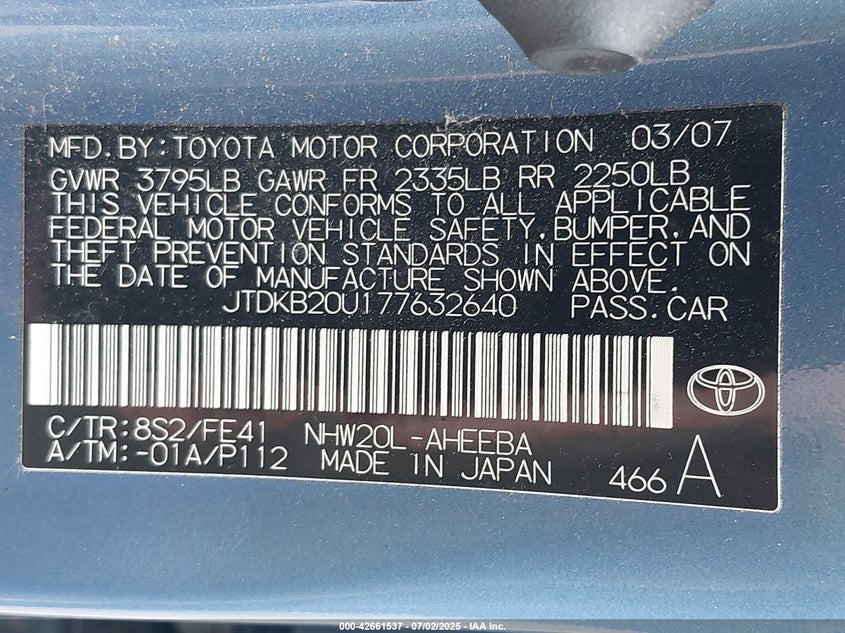 MFD.BY:TOYOTA MOTOR CORPORATION 03/07
GVWR 3795LB GAWR FR 2335LB RR 2250LB
THIS VEHICLE CONFORMS TO ALL APPLICABLE
FEDERAL MOTOR VEHICLE SAFETY,BUMPER,AND
THEFT PREVENTION STANDARDS IN EFFECT ON
THE DATE OF MANUFACTURE SHOWN ABOVE.
JTDKB20U177632640 PASS.CAR
C/TR:8S2/FE41 NHW20L-AHEEBA
A/TM:-01A/P112 MADE IN JAPAN
466 A
000-42661537 - 07/02/2025 - IAA Inc.